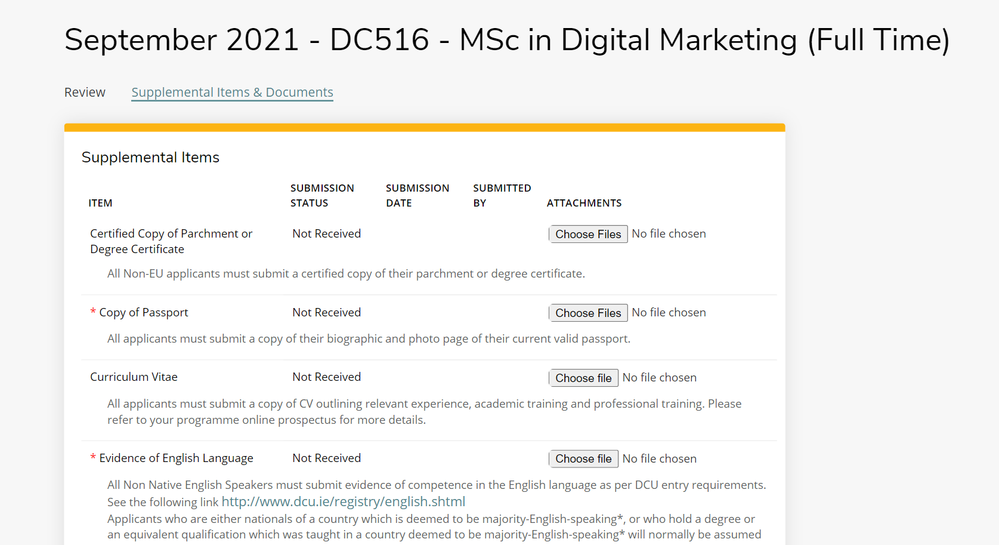 September 2021 - DC516 - MSc in Digital Marketing (Full Time)
Review Supplemental Items & Documents
Supplemental Items
ITEM SUBMISSION STATUS SUBMISSION DATE SUBMITTED BY ATTACHMENTS
Certified Copy of Parchment or Not Received Choose Files No file chosen
Degree Certificate
All Non-EU applicants must submit a certified copy of their parchment or degree certificate.
* Copy of Passport Not Received Choose Files No file chosen
All applicants must submit a copy of their biographic and photo page of their current valid passport.
Curriculum Vitae Not Received Choose file No file chosen
All applicants must submit a copy of CV outlining relevant experience, academic training and professional training. Please
refer to your programme online prospectus for more details.
* Evidence of English Language Not Received Choose file No file chosen
All Non Native English Speakers must submit evidence of competence in the English language as per DCU entry requirements.
See the following link http://www.dcu.ie/registry/english.shtml
Applicants who are either nationals of a country which is deemed to be majority-English-speaking*, or who hold a degree or
an equivalent qualification which was taught in a country deemed to be majority-English-speaking* will normally be assumed